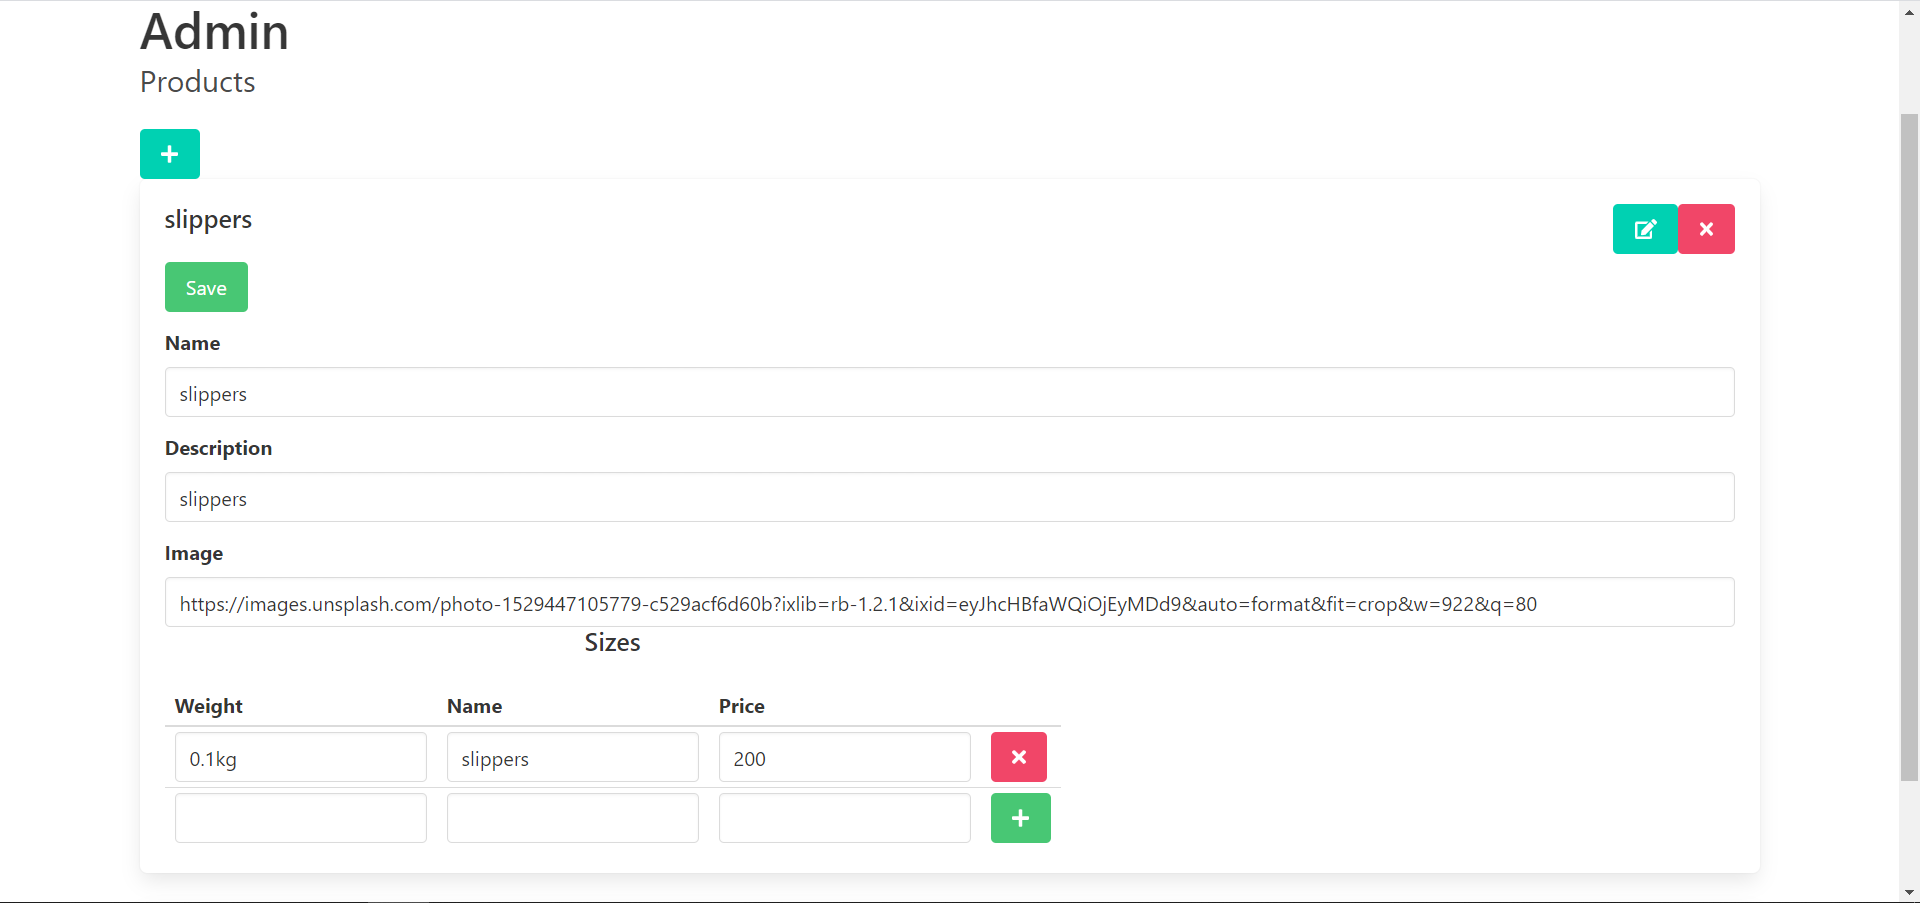 Admin
Products
slippers
Save
Name
slippers
Description
slippers
Image
https://images.unsplash.com/photo-1529447105779-c529acf6d60b?ixlib=rb-1.2.1&ixid=eyJhcHBfaWQiOjEyMDd9&auto=format&fit=crop&w=922&q=80
Sizes
Weight Name Price
0.1kg slippers 200